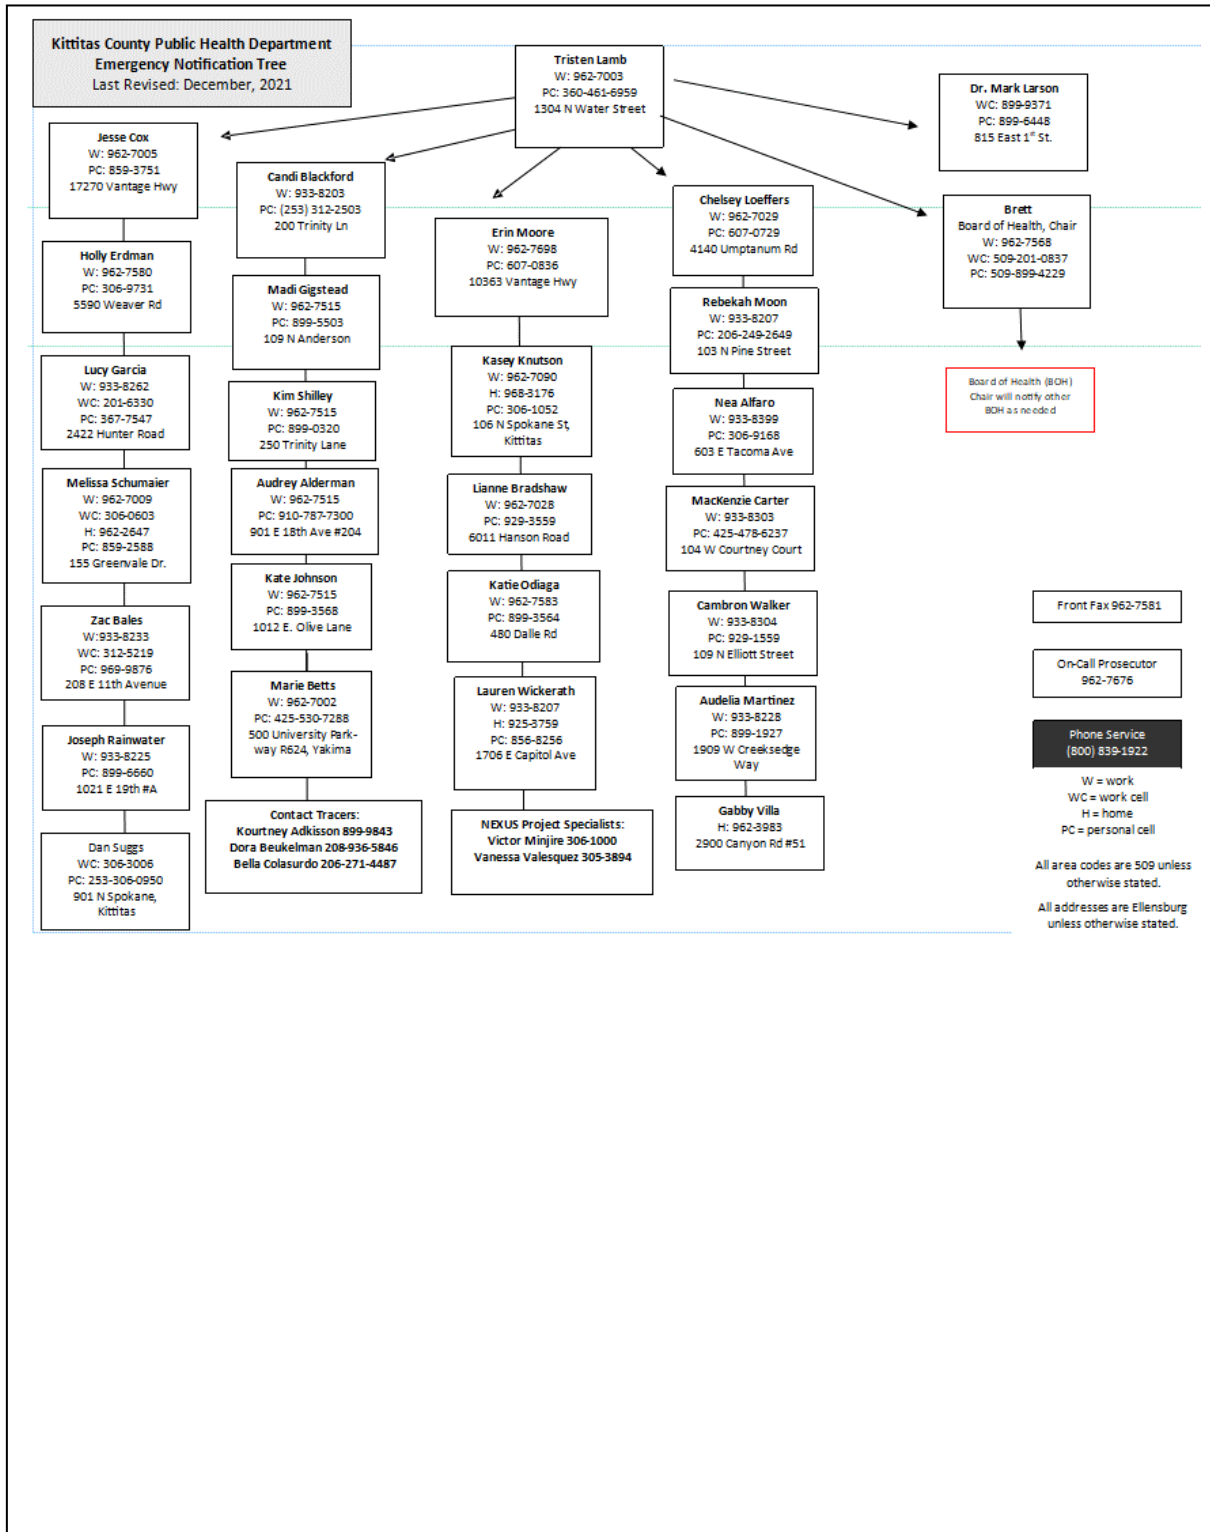 Kittitas County Public Health Department
Emergency Notification Tree
Last Revised: December, 2021
Tristen Lamb
W: 962-7003
PC: 360-461-6959
1304 N Water Street
Dr. Mark Larson
WC: 899-9371
PC: 899-6448
815 East 1st St.
Jesse Cox
W: 962-7005
PC: 859-3751
17270 Vantage Hwy
Holly Erdman
W: 962-7580
PC: 306-9731
5590 Weaver Rd
Lucy Garcia
W: 933-8262
WC: 201-6330
PC: 367-7547
2422 Hunter Road
Melissa Schumaier
W: 962-7009
WC: 306-0603
H: 962-2647
PC: 859-2588
155 Greenvale Dr.
Zac Bales
W:933-8233
WC: 312-5219
PC: 969-9876
208 E 11th Avenue
Joseph Rainwater
W: 933-8225
PC: 899-6660
1021 E 19th #A
Dan Suggs
WC: 306-3006
PC: 253-306-0950
901 N Spokane,
Kittitas
Candi Blackford
W: 933-8203
PC: (253) 312-2503
200 Trinity Ln
Madi Gigstead
W: 962-7515
PC: 899-5503
109 N Anderson
Kim Shilley
W: 962-7515
PC: 899-0320
250 Trinity Lane
Audrey Alderman
W: 962-7515
PC: 910-787-7300
901 E 18th Ave #204
Kate Johnson
W: 962-7515
PC: 899-3568
1012 E. Olive Lane
Marie Betts
W: 962-7002
PC: 425-530-7288
500 University Park-
way R624, Yakima
Contact Tracers:
Kourtney Adkisson 899-9843
Dora Beukelman 208-936-5846
Bella Colasurdo 206-271-4487
Erin Moore
W: 962-7698
PC: 607-0836
10363 Vantage Hwy
Kasey Knutson
W: 962-7090
H: 968-3176
PC: 306-1052
106 N Spokane St,
Kittitas
Lianne Bradshaw
W: 962-7028
PC: 929-3559
6011 Hanson Road
Katie Odiaga
W: 962-7583
PC: 899-3564
480 Dalle Rd
Lauren Wickerath
W: 933-8207
H: 925-3759
PC: 856-8256
1706 E Capitol Ave
NEXUS Project Specialists:
Victor Minjire 306-1000
Vanessa Valesquez 305-3894
Chelsey Loeffers
W: 962-7029
PC: 607-0729
4140 Umptanum Rd
Rebekah Moon
W: 933-8207
PC: 206-249-2649
103 N Pine Street
Nea Alfaro
W: 933-8399
PC: 306-9168
603 E Tacoma Ave
MacKenzie Carter
W: 933-8303
PC: 425-478-6237
104 W Courtney Court
Cambron Walker
W: 933-8304
PC: 929-1559
109 N Elliott Street
Audelia Martinez
W: 933-8228
PC: 899-1927
1909 W Creeksedge
Way
Gabby Villa
H: 962-3983
2900 Canyon Rd #51
Brett
Board of Health, Chair
W: 962-7568
WC: 509-201-0837
PC: 509-899-4229
Board of Health (BOH)
Chair will notify other
BOH as needed
Front Fax 962-7581
On-Call Prosecutor
962-7676
Phone Service
(800) 839-1922
W = work
WC = work cell
H = home
PC = personal cell
All area codes are 509 unless
otherwise stated.
All addresses are Ellensburg
unless otherwise stated.